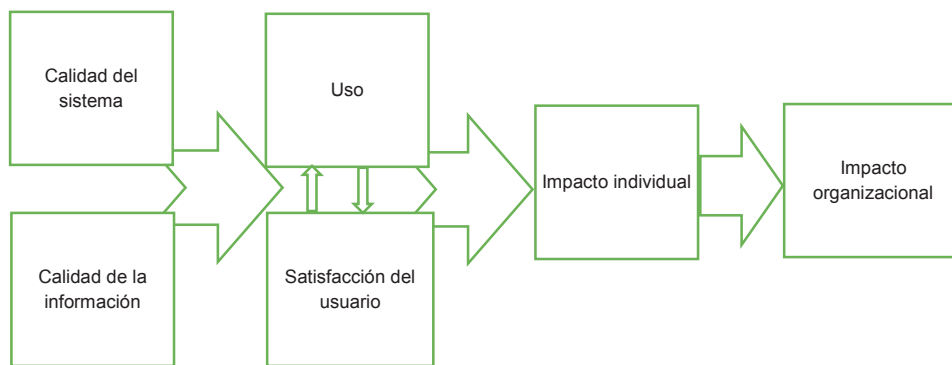 Calidad del
sistema
Calidad de la
información
Uso
Satisfacción del
usuario
Impacto individual
Impacto
organizacional